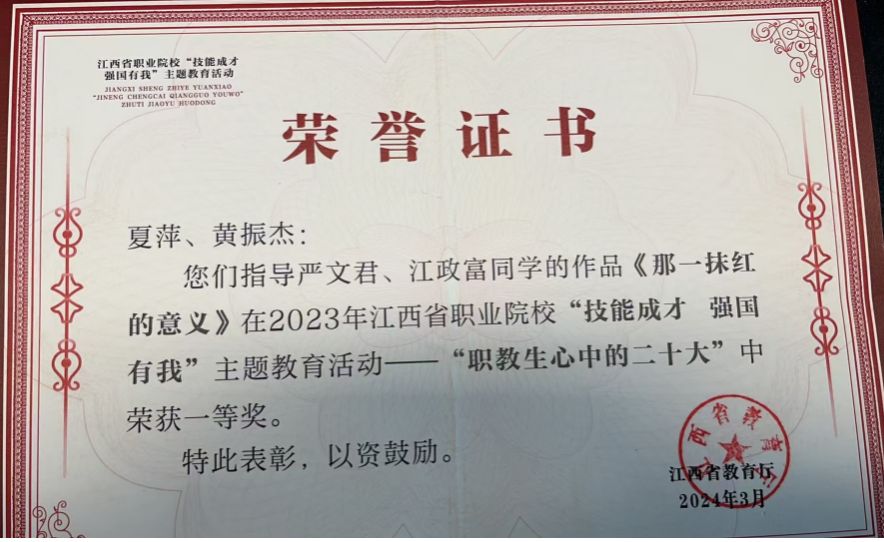 江西省职业院校“技能成才
强国有我”主题教育活动
JIANGXI SHENG ZHIYE YUANXIAO
“JINENG CHENGCAI QIANGGUO YOUWO”
ZHUTI JIAOYU HUODONG
荣誉证书
夏萍、黄振杰：
您们指导严文君、江政富同学的作品《那一抹红
的意义》在2023年江西省职业院校“技能成才 强国
有我”主题教育活动——“职教生心中的二十大”中
荣获一等奖。
特此表彰，以资鼓励。
江西省教育厅
江西省教育厅
2024年3月